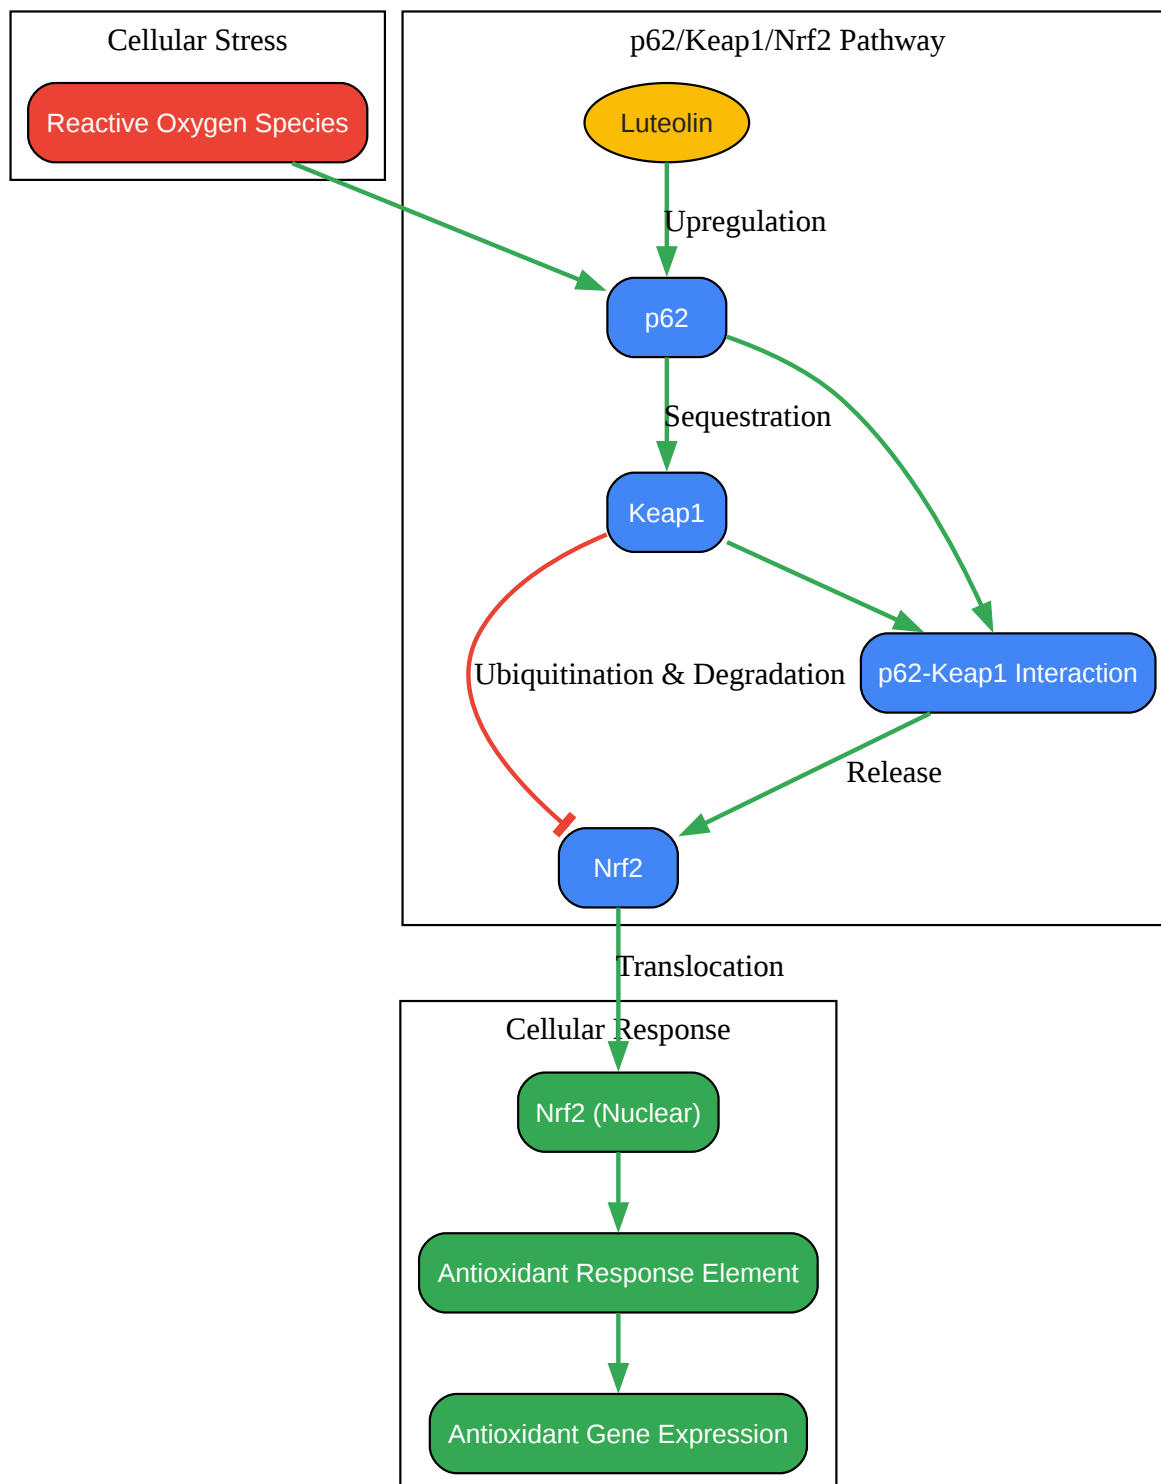 Cellular Stress
Reactive Oxygen Species
p62/Keap1/Nrf2 Pathway
Luteolin
Upregulation
p62
Sequestration
Keap1
Ubiquitination & Degradation
p62-Keap1 Interaction
Release
Nrf2
Translocation
Cellular Response
Nrf2 (Nuclear)
Antioxidant Response Element
Antioxidant Gene Expression